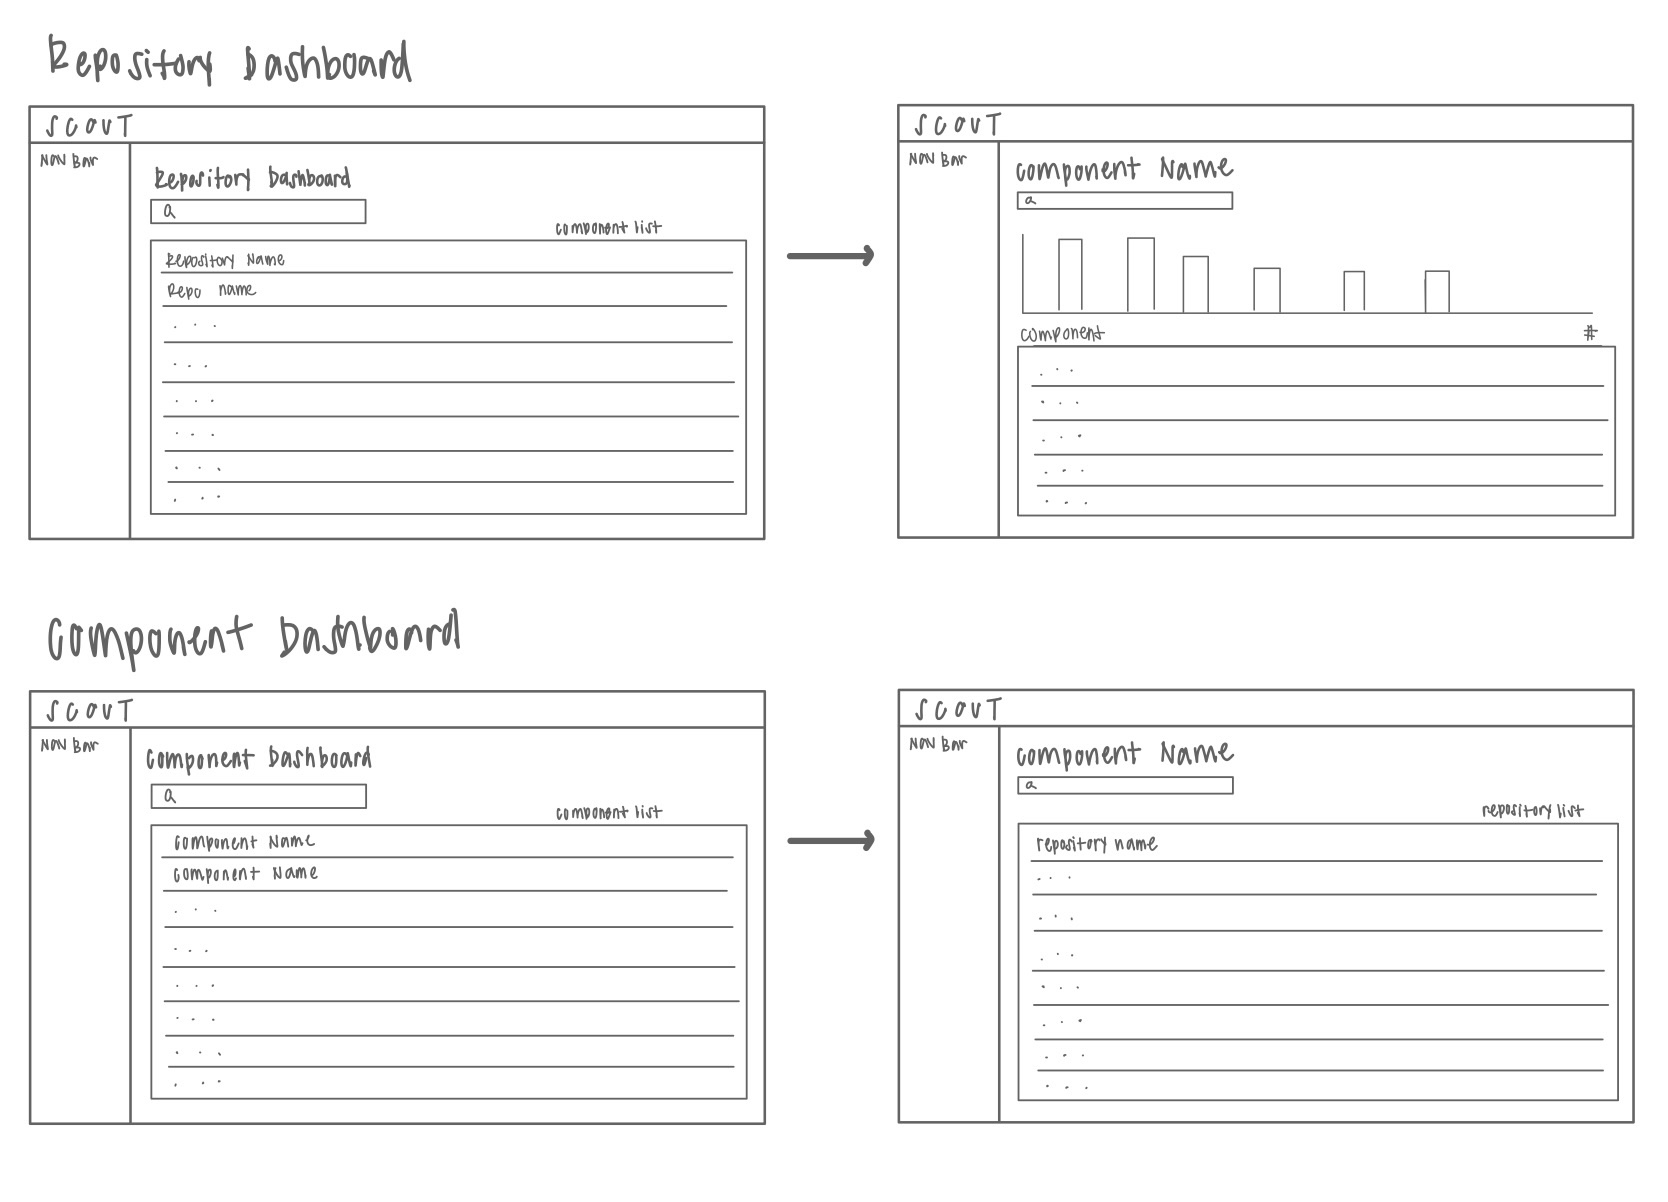 Repository Dashboard
SCOUT
Nav Bar
Repository Dashboard
component list
Repository Name
Repo name
. . .
. . .
. . .
. . .
. . .
. . .
SCOUT
Nav Bar
component Name
component #
. . .
. . .
. . .
. . .
. . .
Component Dashboard
SCOUT
Nav Bar
Component Dashboard
component list
Component Name
Component Name
. . .
. . .
. . .
. . .
. . .
. . .
SCOUT
Nav Bar
component Name
repository list
repository name
. . .
. . .
. . .
. . .
. . .
. . .
. . .